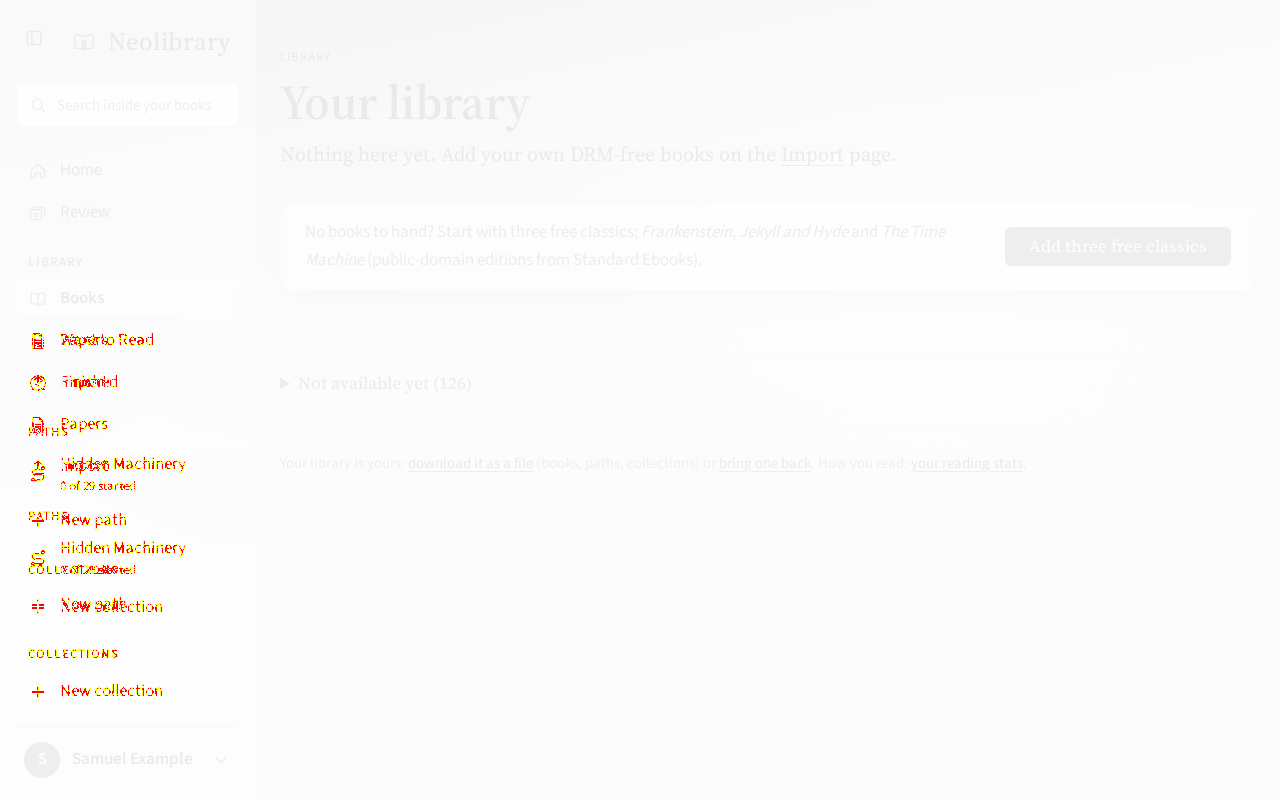 Neolibrary
Search inside your books
Home
Review
LIBRARY
Books
to Read
Finished
Papers
PATHS
Hidden Machinery
0 of 29 started
PATHS
New path
Hidden Machinery
COLLECTIONS
New path
New collection
COLLECTIONS
New collection
S
Samuel Example
LIBRARY
Your library
Nothing here yet. Add your own DRM-free books on the Import page.
No books to hand? Start with three free classics: Frankenstein, Jekyll and Hyde and The Time
Machine (public-domain editions from Standard Ebooks).
Add three free classics
Not available yet (126)
Your library is yours: download it as a file (books, paths, collections) or bring one back. How you read: your reading stats.